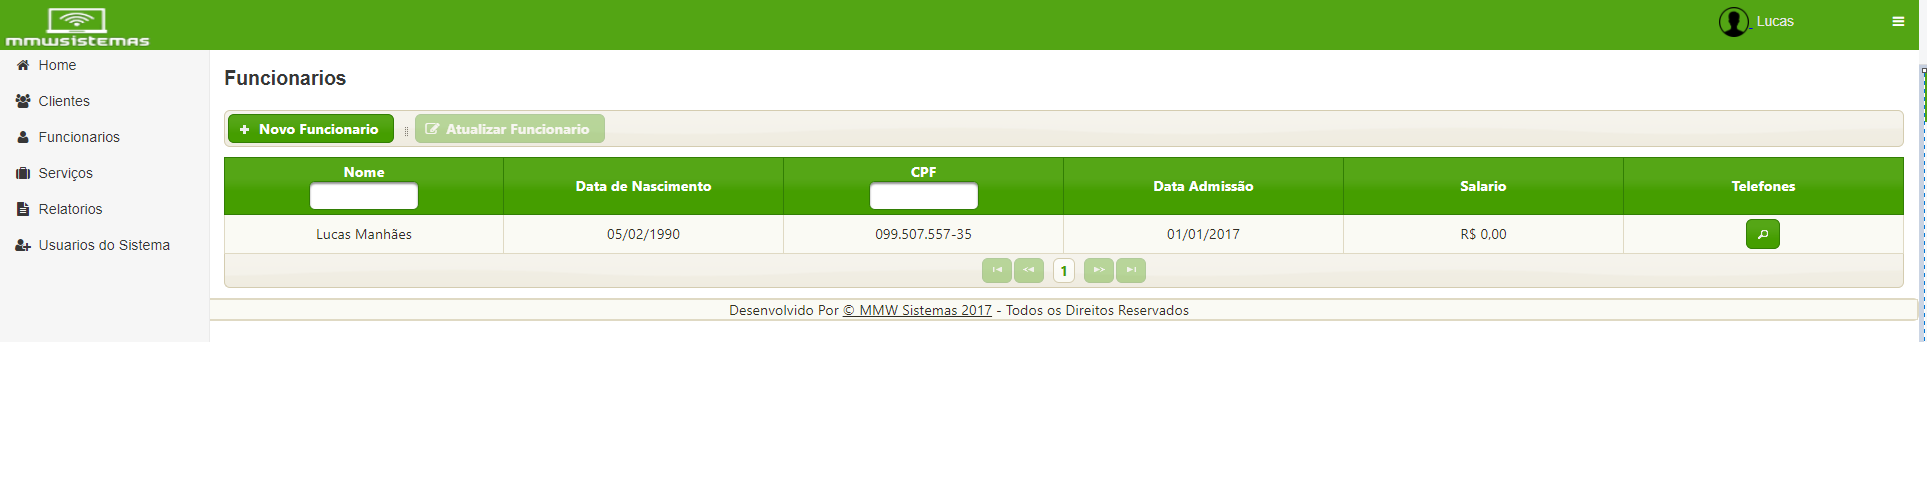 mmwsistemas
Lucas
Home
Clientes
Funcionarios
Serviços
Relatorios
Usuarios do Sistema
Funcionarios
Novo Funcionario Atualizar Funcionario
Nome Data de Nascimento CPF Data Admissão Salario Telefones
Lucas Manhães 05/02/1990 099.507.557-35 01/01/2017 R$ 0,00
1
Desenvolvido Por © MMW Sistemas 2017 - Todos os Direitos Reservados